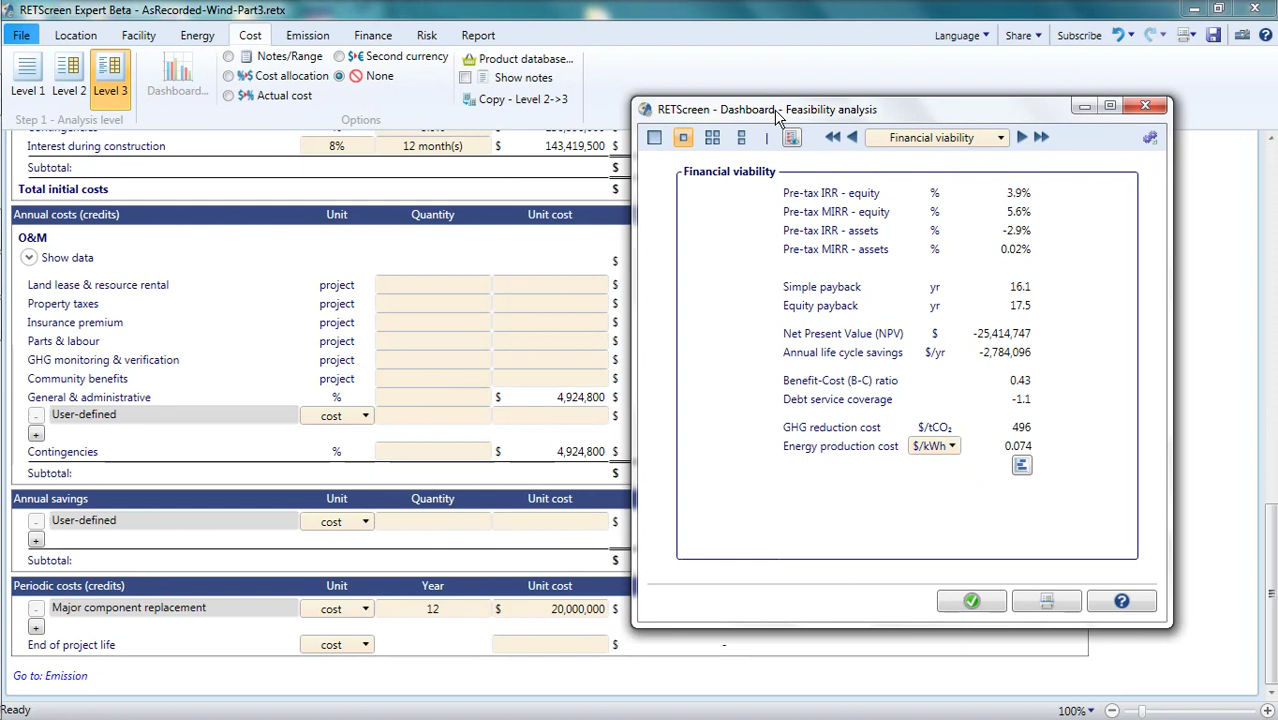 RETScreen Expert Beta - AsRecorded-Wind-Part3.retx
File Location Facility Energy Cost Emission Finance Risk Report Language Share Subscribe
Level 1 Level 2 Level 3 Dashboard...
Notes/Range $€ Second currency
%$ Cost allocation None
$€ Actual cost
Product database...
Show notes
Copy - Level 2->3
Step 1 - Analysis level Options
Interest during construction 8% 12 month(s) 143,419,500
Subtotal: $
Total initial costs $
Annual costs (credits) Unit Quantity Unit cost
O&M
Show data $
Land lease & resource rental project $
Property taxes project $
Insurance premium project $
Parts & labour project $
GHG monitoring & verification project $
Community benefits project $
General & administrative % $ 4,924,800 $
- User-defined cost $
+
Contingencies % $ 4,924,800 $
Subtotal: $
Annual savings Unit Quantity Unit cost
- User-defined cost $
+
Subtotal: $
Periodic costs (credits) Unit Year Unit cost
- Major component replacement cost 12 20,000,000 $
+
End of project life cost $ -
Go to: Emission
Ready 100%
RETScreen - Dashboard - Feasibility analysis
Financial viability
Financial viability
Pre-tax IRR - equity % 3.9%
Pre-tax MIRR - equity % 5.6%
Pre-tax IRR - assets % -2.9%
Pre-tax MIRR - assets % 0.02%
Simple payback yr 16.1
Equity payback yr 17.5
Net Present Value (NPV) $ -25,414,747
Annual life cycle savings $/yr -2,784,096
Benefit-Cost (B-C) ratio 0.43
Debt service coverage -1.1
GHG reduction cost $/tCO₂ 496
Energy production cost $/kWh 0.074